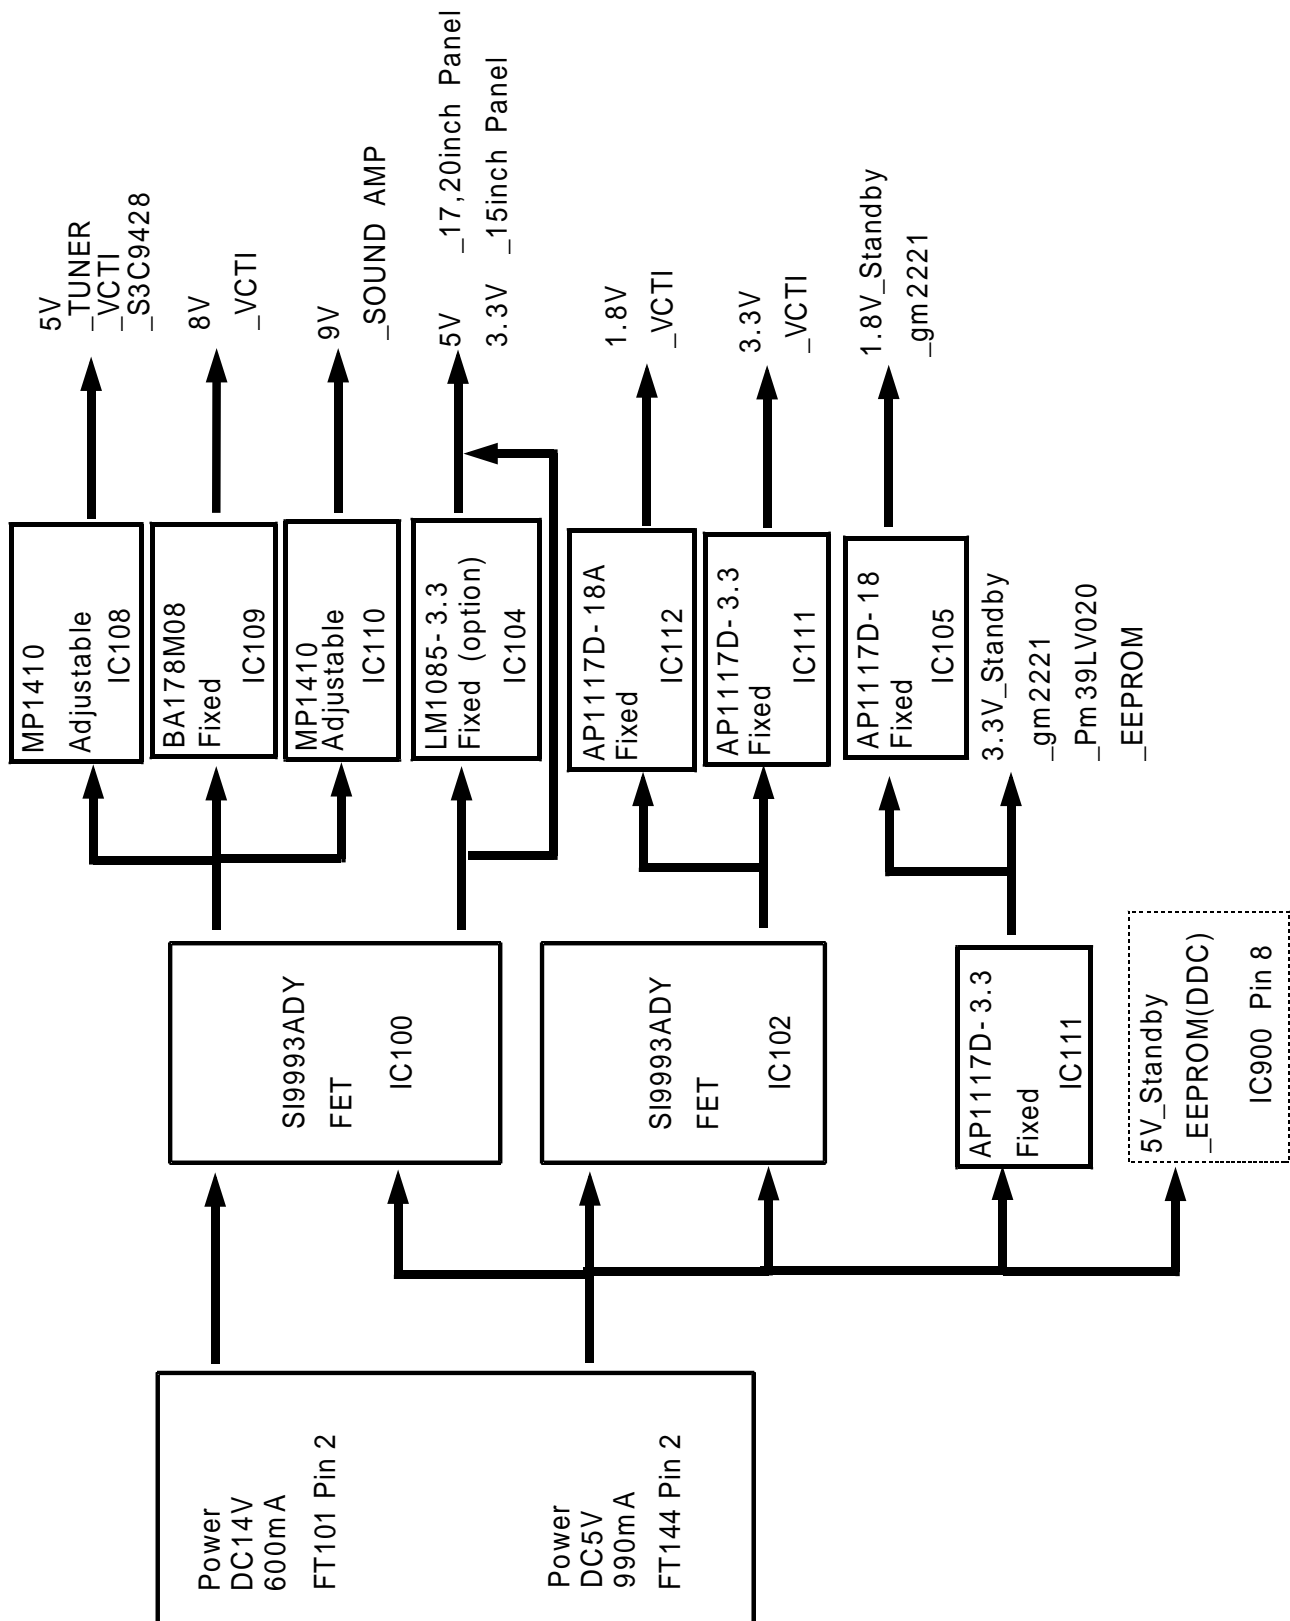 Power
DC14V
600mA
FT101 Pin 2
Power
DC5V
990mA
FT144 Pin 2
SI9993ADY
FET
IC100
SI9993ADY
FET
IC102
AP1117D-3.3
Fixed
IC111
5V_Standby
_EEPROM(DDC)
IC900 Pin 8
MP1410
Adjustable
IC108
BA178M08
Fixed
IC109
MP1410
Adjustable
IC110
LM1085-3.3
Fixed (option)
IC104
AP1117D-18A
Fixed
IC112
AP1117D-3.3
Fixed
IC111
AP1117D-18
Fixed
IC105
3.3V_Standby
_gm2221
_Pm39LV020
_EEPROM
5V
_TUNER
_VCTI
_S3C9428
8V
_VCTI
9V
_SOUND AMP
5V _17,20inch Panel
3.3V _15inch Panel
1.8V
_VCTI
3.3V
_VCTI
1.8V_Standby
_gm2221